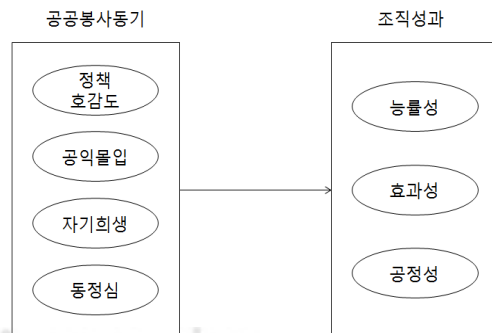 공공봉사동기
조직성과
정책
호감도
공익몰입
자기희생
동정심
능률성
효과성
공정성